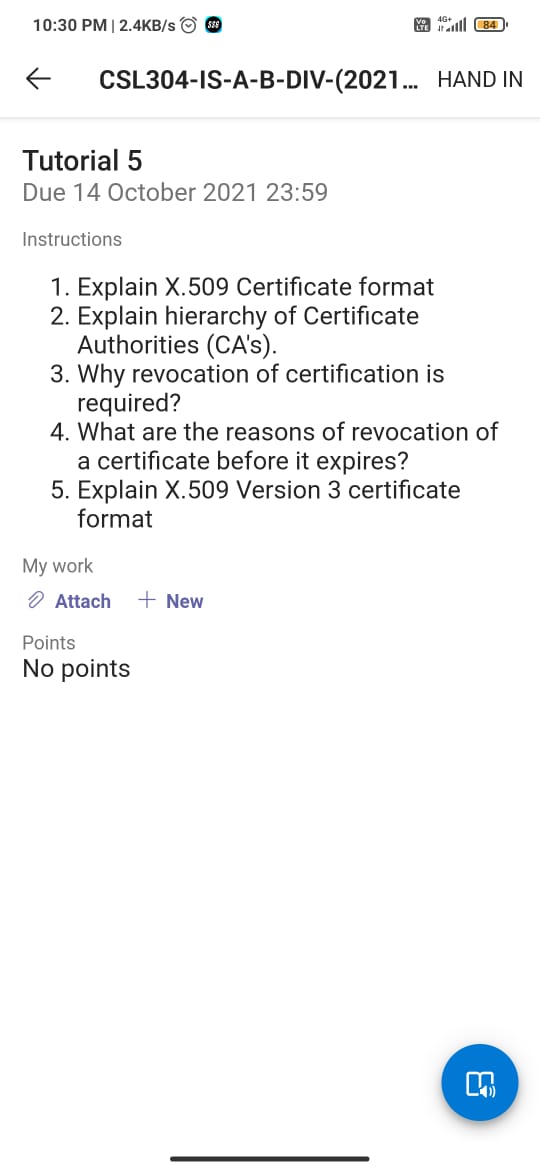 10:30 PM | 2.4KB/s
Vo LTE 4G+ 84
CSL304-IS-A-B-DIV-(2021... HAND IN
Tutorial 5
Due 14 October 2021 23:59
Instructions
1. Explain X.509 Certificate format
2. Explain hierarchy of Certificate
Authorities (CA's).
3. Why revocation of certification is
required?
4. What are the reasons of revocation of
a certificate before it expires?
5. Explain X.509 Version 3 certificate
format
My work
Attach + New
Points
No points